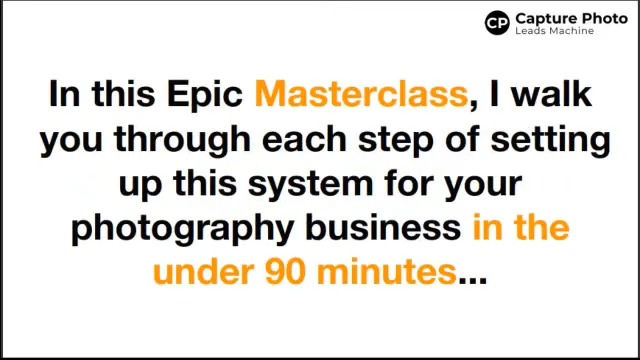 CP Capture Photo
Leads Machine
In this Epic Masterclass, I walk
you through each step of setting
up this system for your
photography business in the
under 90 minutes...